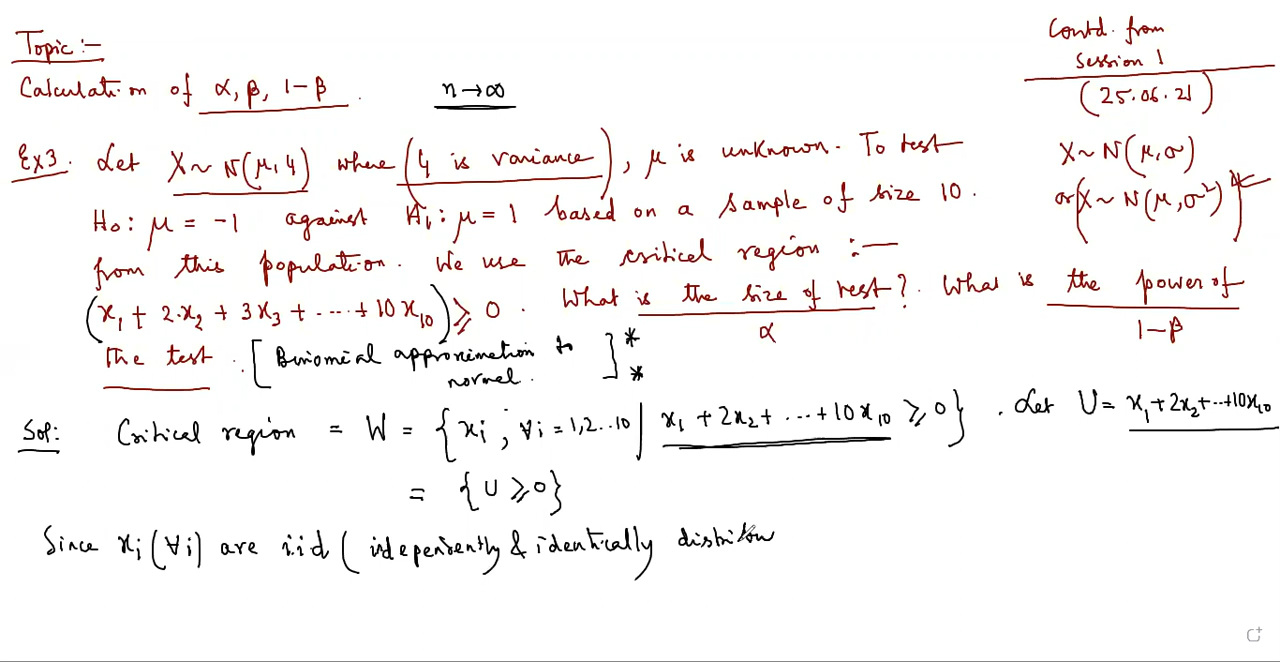 Topic :-
Calculation of α, β, 1-β. n→∞
Contd. from
Session 1
(25.06.21)
Ex3. Let X ~ N(μ, 4) where (4 is variance), μ is unknown. To test
H₀: μ = -1 against H₁: μ = 1 based on a sample of size 10.
from this population. We use the critical region :-
(x₁ + 2·x₂ + 3x₃ + ...+ 10x₁₀) ≥ 0. What is the size of test? What is the power of
α 1-β
the test. [Binomial approximation to
normal.]**
X ~ N(μ, σ)
or (X ~ N(μ, σ²))
Sol: Critical region = W = {xᵢ, ∀i = 1,2..10 | x₁ + 2x₂ + ...+ 10x₁₀ ≥ 0}. Let U = x₁+2x₂+...+10x₁₀
= {U ≥ 0}
Since xᵢ (∀i) are i.i.d (independently & identically